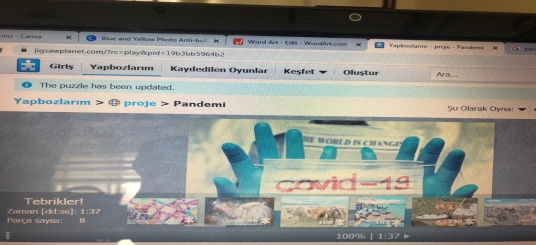 Canva
Blue and Yellow Photo Anti-bu
Word Art - Edit - WordArt.com
Yapbozlarım - proje - Pandemi
jigsawplanet.com/?rc=play&pid=19b3bb5964b2
Giriş Yapbozlarım Kaydedilen Oyunlar Keşfet Oluştur Ara...
The puzzle has been updated.
Yapbozlarım > proje > Pandemi
Şu Olarak Oyna:
THE WORLD IS CHANGI
covid-19
Tebrikler!
Zaman [dd:ss]: 1:37
Parça sayısı: 8
100% | 1:37